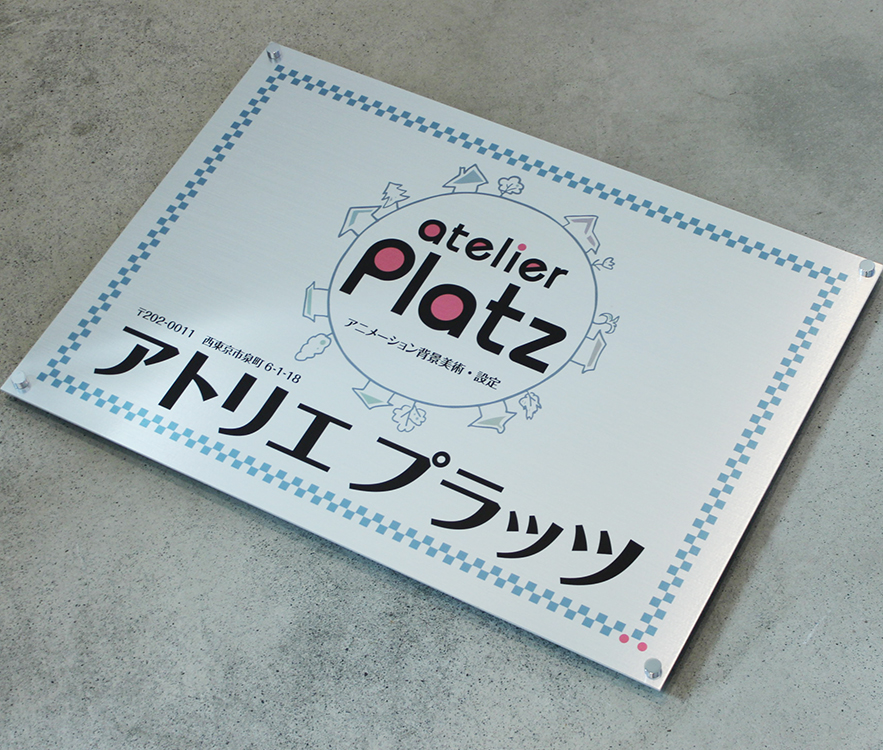 atelier
Platz
アニメーション背景美術・設定
〒202-0011 西東京市泉町 6-1-18
アトリエ プラッツ